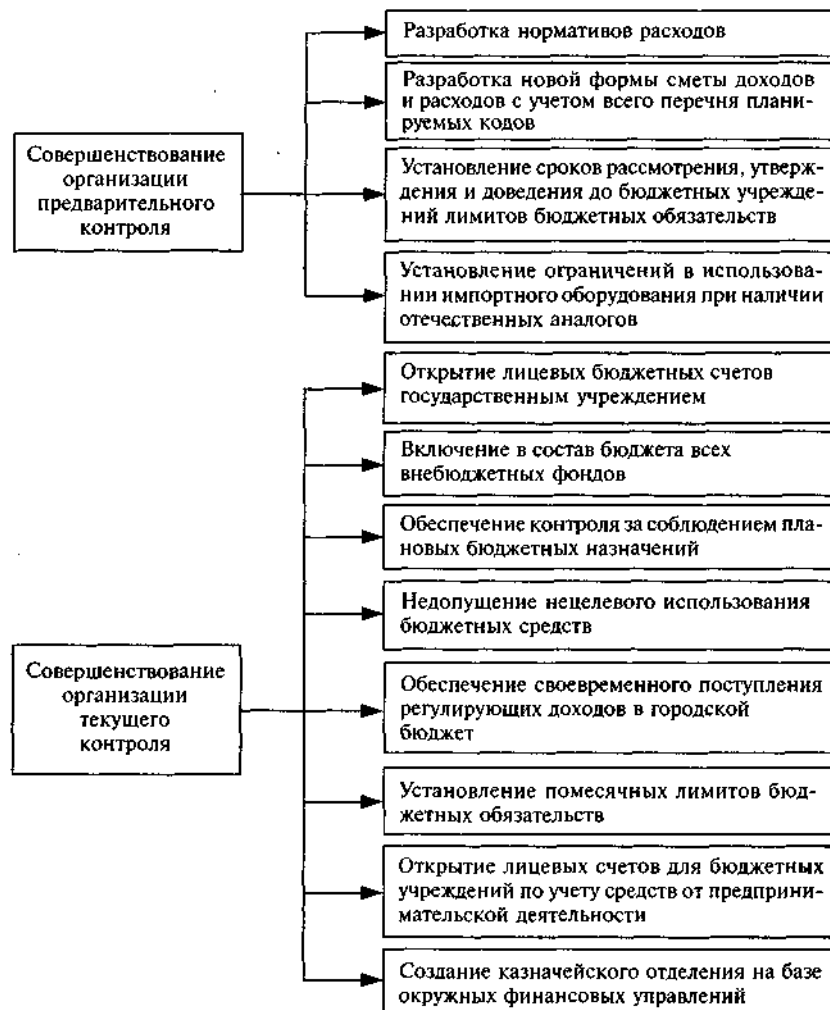 Совершенствование
организации
предварительного
контроля
Разработка нормативов расходов
Разработка новой формы сметы доходов
и расходов с учетом всего перечня плани-
руемых кодов
Установление сроков рассмотрения, утверж-
дения и доведения до бюджетных учрежде-
ний лимитов бюджетных обязательств
Установление ограничений в использова-
нии импортного оборудования при наличии
отечественных аналогов
Совершенствование
организации
текущего
контроля
Открытие лицевых бюджетных счетов
государственным учреждением
Включение в состав бюджета всех
внебюджетных фондов
Обеспечение контроля за соблюдением пла-
новых бюджетных назначений
Недопущение нецелевого использования
бюджетных средств
Обеспечение своевременного поступления
регулирующих доходов в городской
бюджет
Установление помесячных лимитов бюд-
жетных обязательств
Открытие лицевых счетов для бюджетных
учреждений по учету средств от предприни-
мательской деятельности
Создание казначейского отделения на базе
окружных финансовых управлений